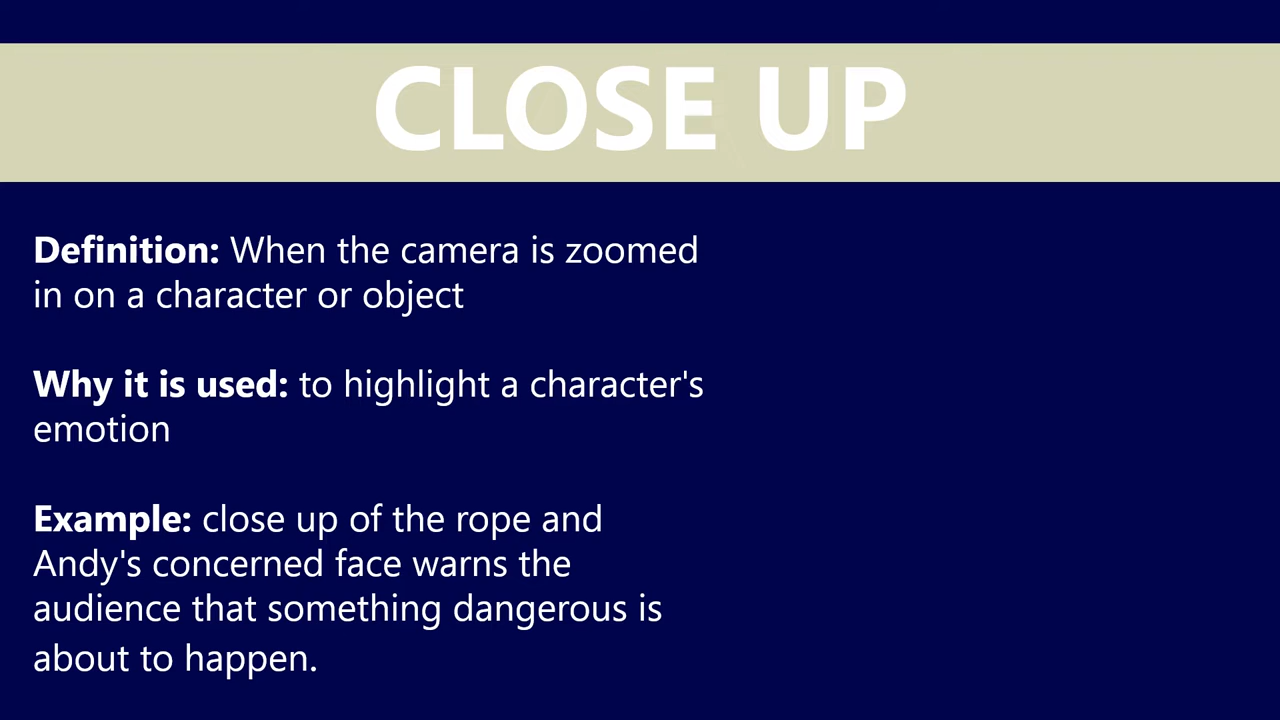 CLOSE UP
Definition: When the camera is zoomed
in on a character or object
Why it is used: to highlight a character's
emotion
Example: close up of the rope and
Andy's concerned face warns the
audience that something dangerous is
about to happen.